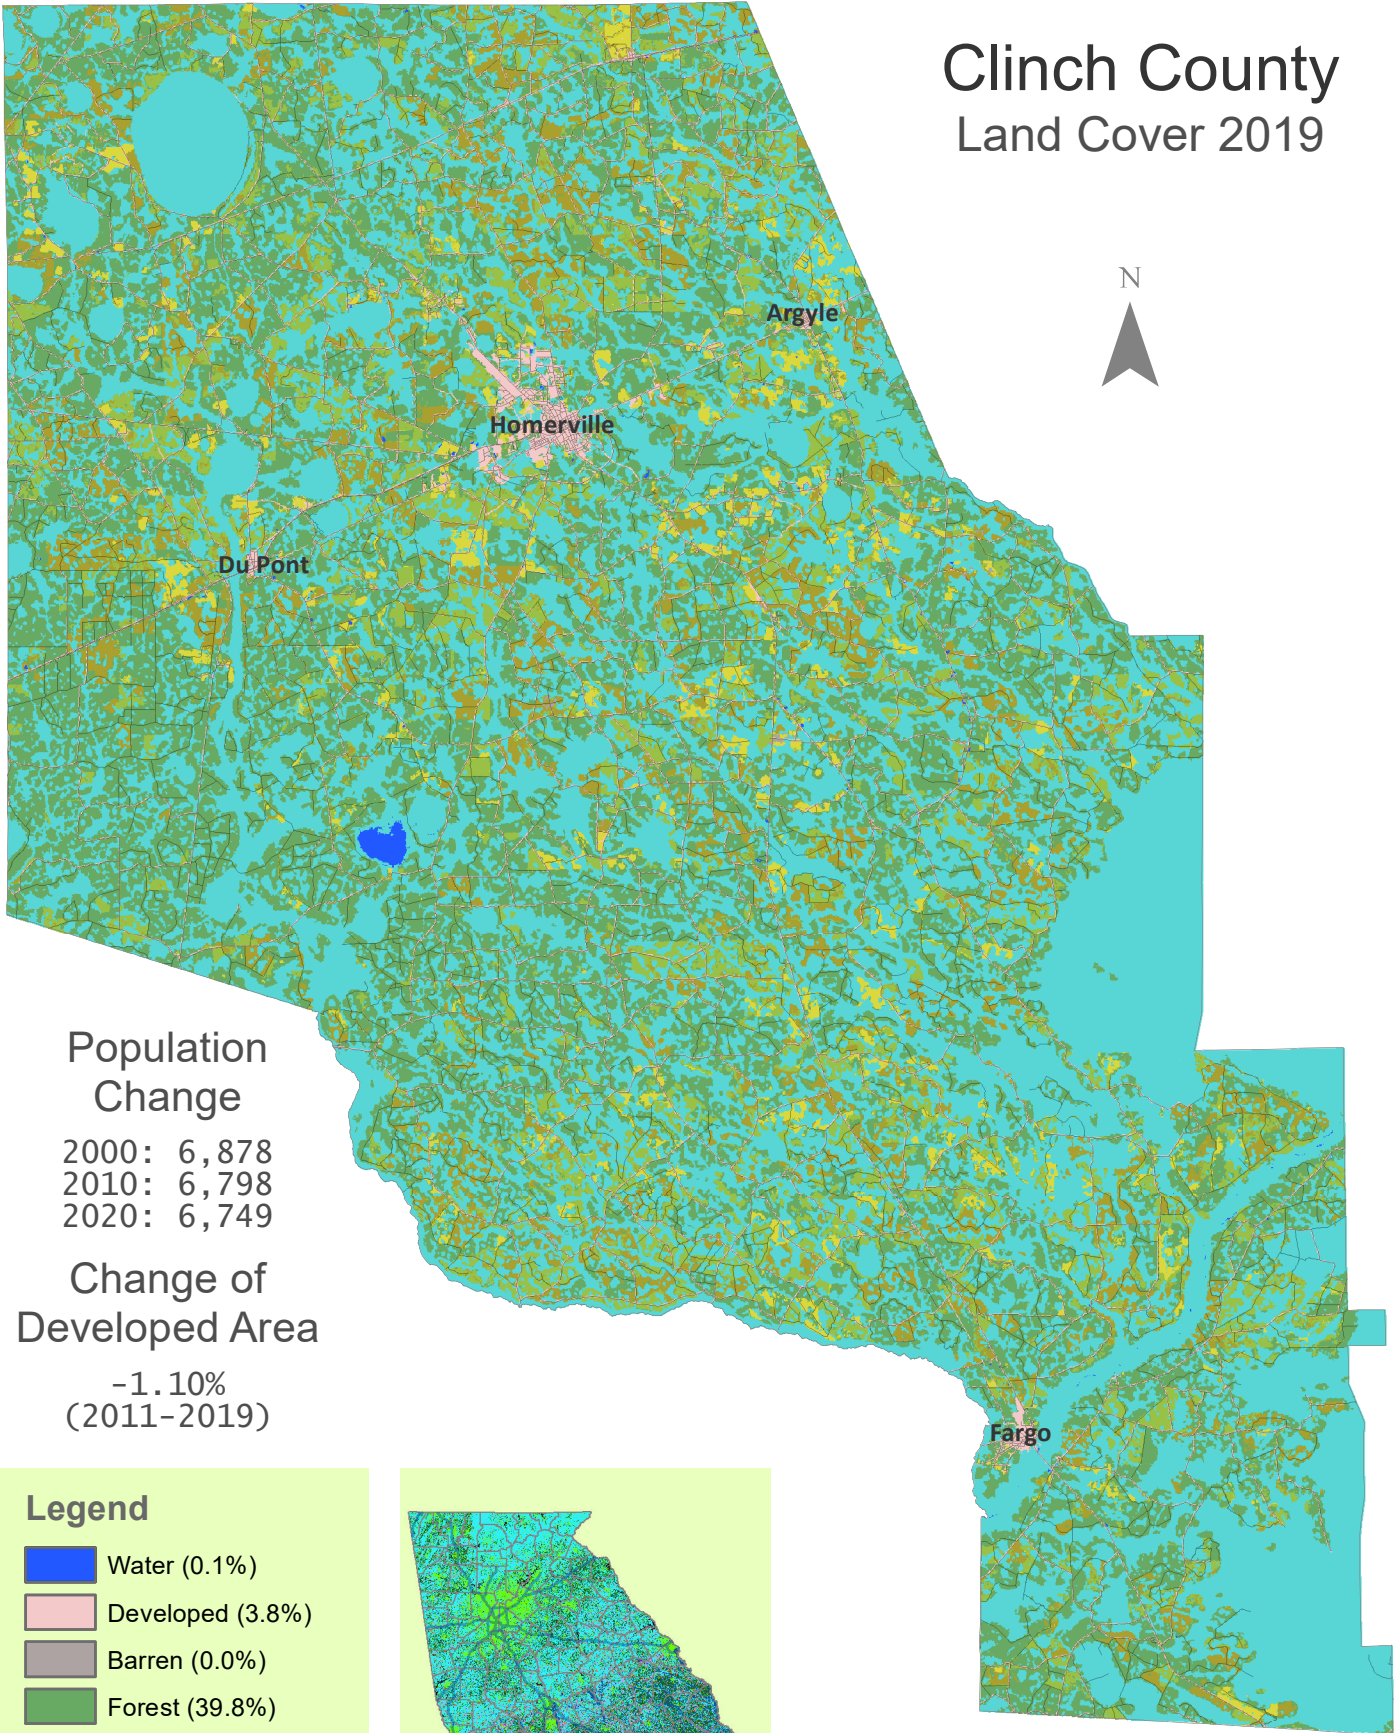 Clinch County
Land Cover 2019
N
Argyle
Homerville
Du Pont
Population
Change
2000: 6,878
2010: 6,798
2020: 6,749
Change of
Developed Area
-1.10%
(2011-2019)
Fargo
Legend
Water (0.1%)
Developed (3.8%)
Barren (0.0%)
Forest (39.8%)